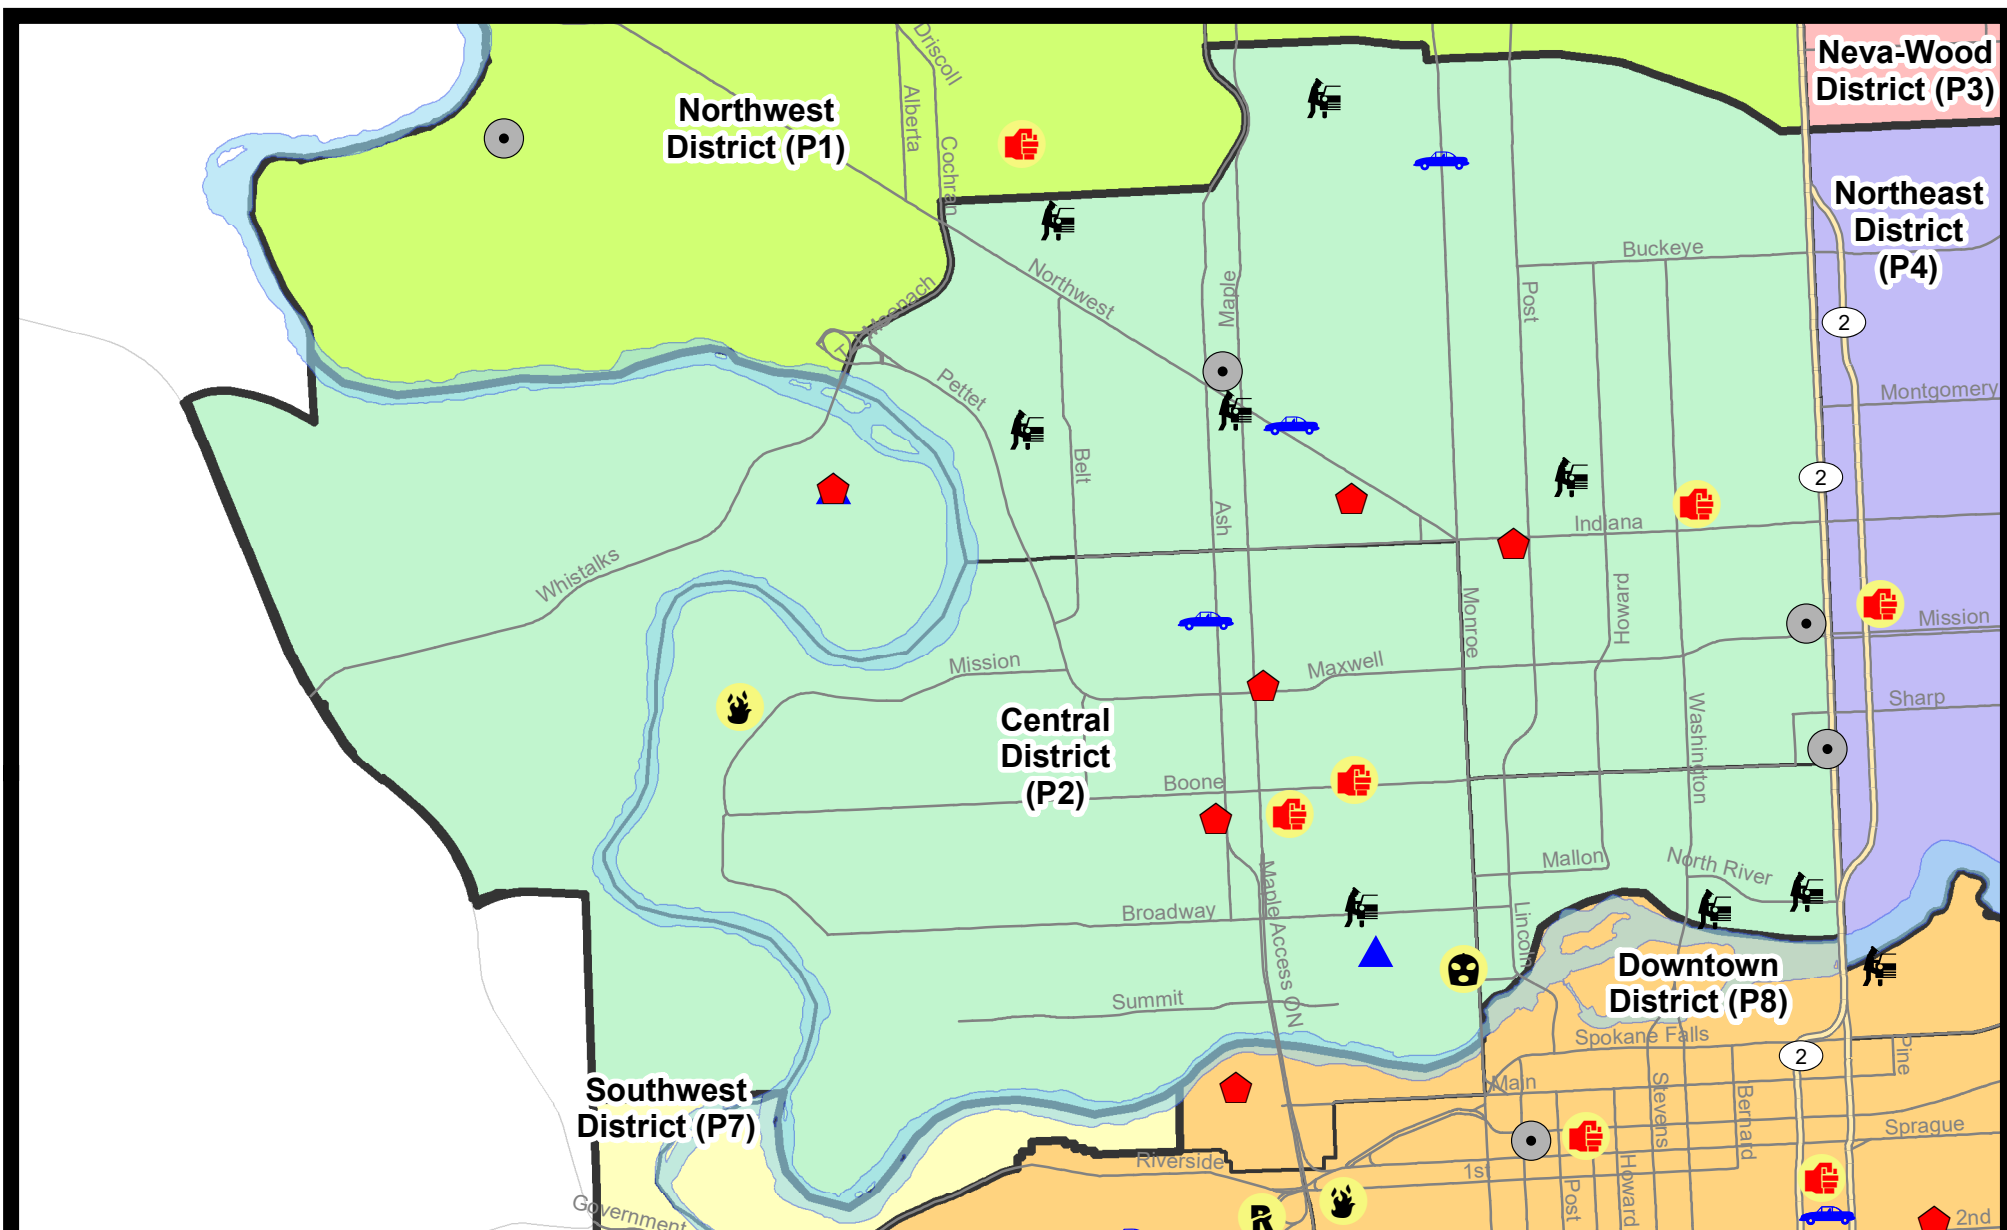 Driscoll
Alberta
Cochran
Northwest
District (P1)
Neva-Wood
District (P3)
Northeast
District
(P4)
Buckeye
Northwest
Maple
Post
2
Montgomery
Pettet
Belt
2
Ash
Indiana
Whistalks
Howard
Monroe
Mission
Mission
Maxwell
Sharp
Washington
Central
District
(P2)
Boone
Mallon
North River
Maple Access ON
Broadway
Lincoln
Downtown
District (P8)
Summit
Spokane Falls
2
Pine
Main
Stevens
Bernard
Southwest
District (P7)
Sprague
Riverside
1st
Howard
Post
Government
R
2nd